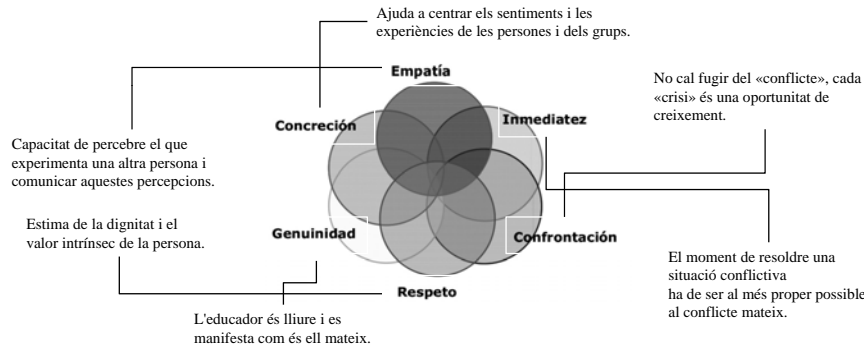 Ajuda a centrar els sentiments i les
experiències de les persones i dels grups.
Empatía
No cal fugir del «conflicte», cada
«crisi» és una oportunitat de
creixement.
Concreción
Inmediatez
Capacitat de percebre el que
experimenta una altra persona i
comunicar aquestes percepcions.
Estima de la dignitat i el
valor intrínsec de la persona.
Genuinidad
Confrontación
El moment de resoldre una
situació conflictiva
ha de ser al més proper possible
al conflicte mateix.
Respeto
L'educador és lliure i es
manifesta com és ell mateix.